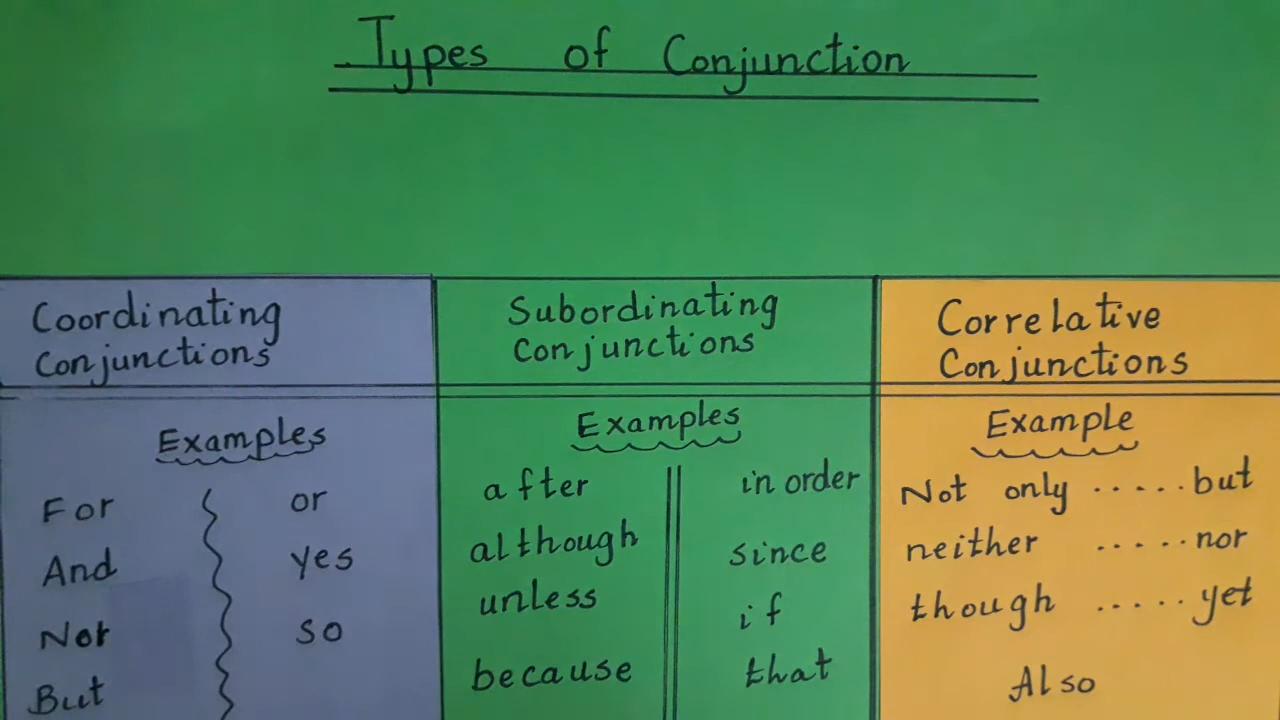 Types of Conjunction
Coordinating
Conjunctions
Examples
For
And
Nor
But
or
yes
so
Subordinating
Conjunctions
Examples
after
although
unless
because
in order
since
if
that
Correlative
Conjunctions
Example
Not only ..... but
neither ..... nor
though ..... yet
Also